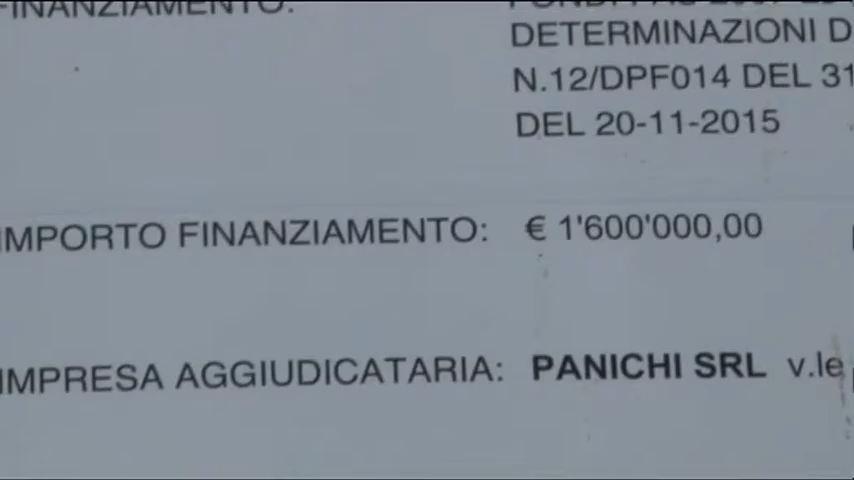 FINANZIAMENTO:
DETERMINAZIONI D
N.12/DPF014 DEL 31
DEL 20-11-2015
IMPORTO FINANZIAMENTO: € 1'600'000,00
IMPRESA AGGIUDICATARIA: PANICHI SRL v.le